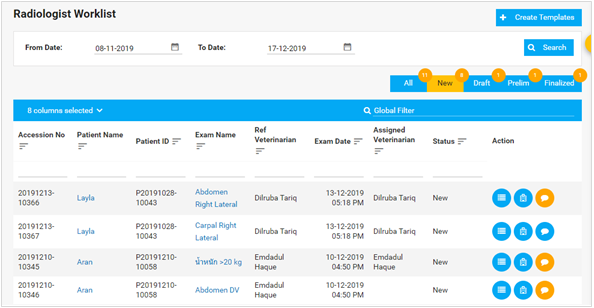 Radiologist Worklist
+ Create Templates
From Date: 08-11-2019 To Date: 17-12-2019 Search
11 6 1 1 1
All New Draft Prelim Finalized
8 columns selected Global Filter
Accession No Patient Name Patient ID Exam Name Ref Veterinarian Exam Date Assigned Veterinarian Status Action
20191213-10366 Layla P20191028-10043 Abdomen Right Lateral Dilruba Tariq 13-12-2019 05:18 PM New
20191213-10367 Layla P20191028-10043 Carpal Right Lateral Dilruba Tariq 13-12-2019 05:18 PM New
20191210-10345 Aran P20191210-10058 น้ำหนัก >20 kg Emdadul Haque 10-12-2019 04:50 PM Emdadul Haque New
20191210-10346 Aran P20191210-10058 Abdomen DV Emdadul Haque 10-12-2019 04:50 PM New